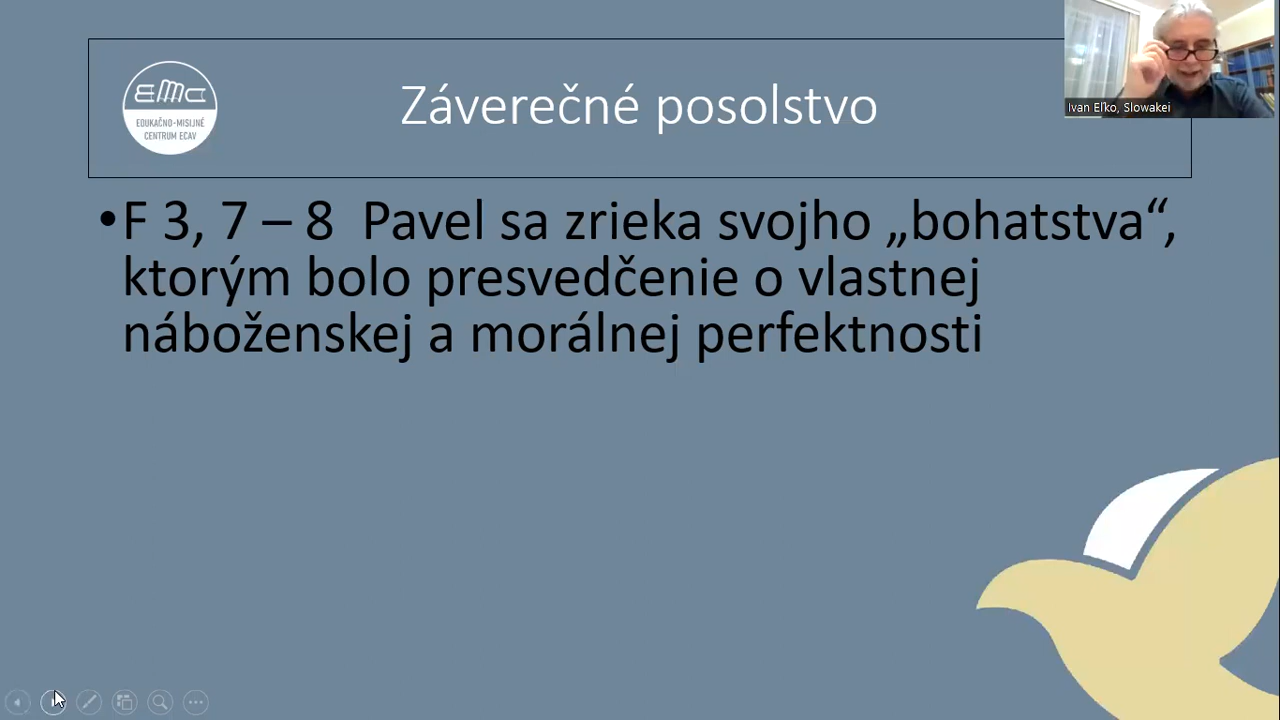 EMC
EDUKAČNO-MISIJNÉ
CENTRUM ECAV
Záverečné posolstvo
Ivan Eľko, Slowakei
•F 3, 7 – 8 Pavel sa zrieka svojho „bohatstva“,
ktorým bolo presvedčenie o vlastnej
náboženskej a morálnej perfektnosti